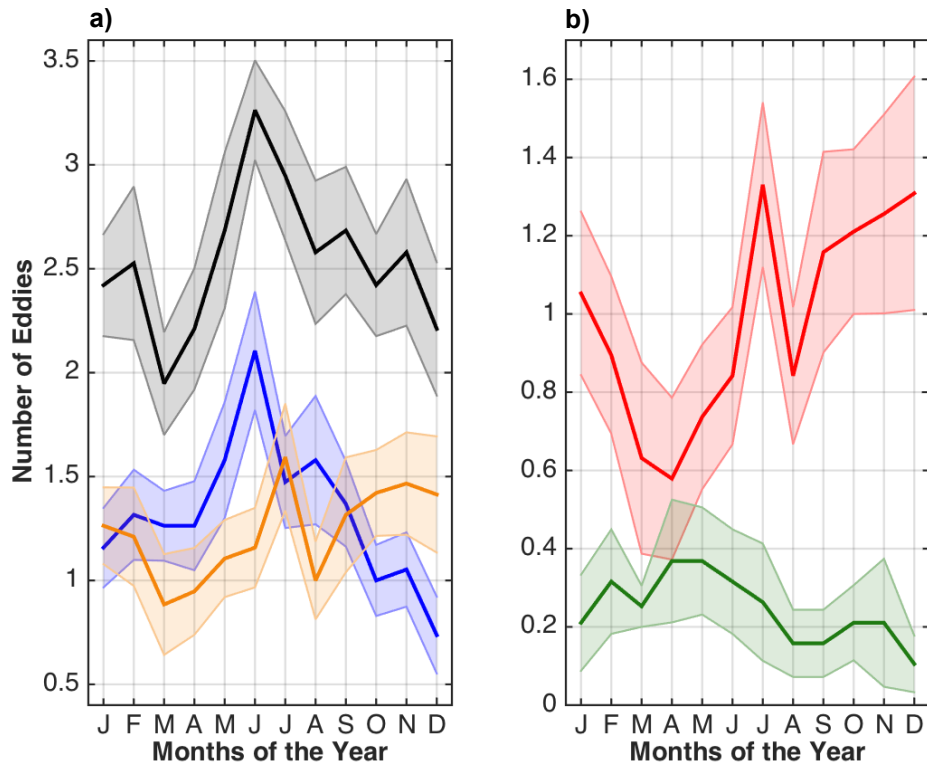 a)
Number of Eddies
3.5
3
2.5
2
1.5
1
0.5
J F M A M J J A S O N D
Months of the Year
b)
1.6
1.4
1.2
1
0.8
0.6
0.4
0.2
0
J F M A M J J A S O N D
Months of the Year